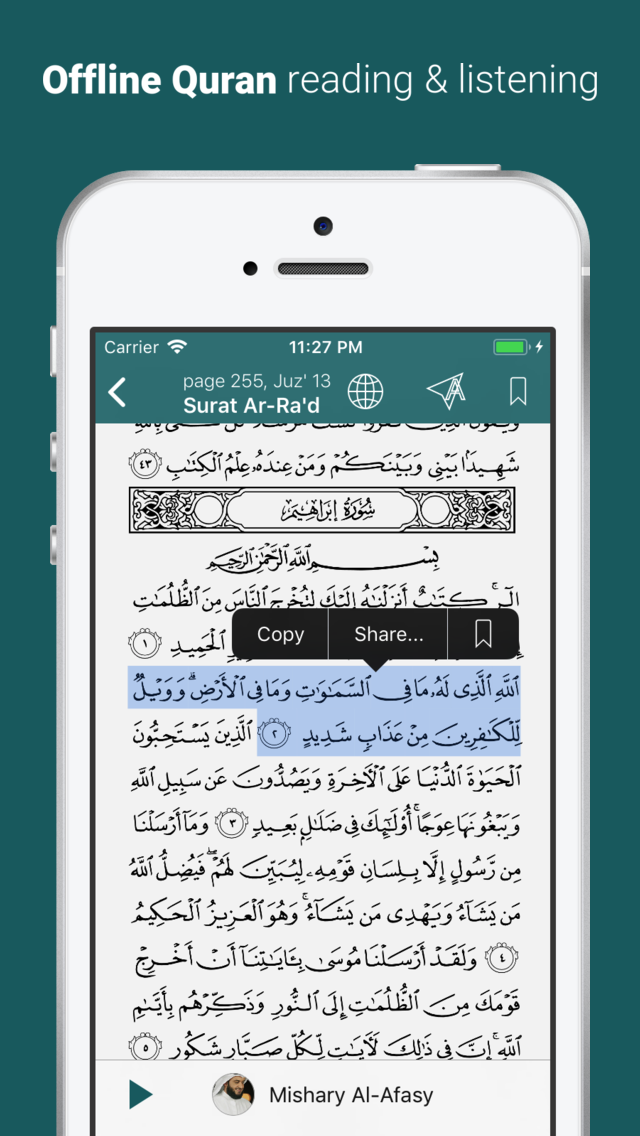 Offline Quran reading & listening
Carrier
11:27 PM
page 255, Juz' 13
Surat Ar-Ra'd
شَهِيدًا بَيْنِي وَبَيْنَكُمْ وَمَنْ عِندَهُۥ عِلْمُ ٱلْكِتَٰبِ ٤٣
سُورَةُ إِبْرَاهِيم
بِسْمِ ٱللَّهِ ٱلرَّحْمَٰنِ ٱلرَّحِيمِ
الٓر ۚ كِتَٰبٌ أَنزَلْنَٰهُ إِلَيْكَ لِتُخْرِجَ ٱلنَّاسَ مِنَ ٱلظُّلُمَٰتِ
ٱلْحَمِيدِ ١
Copy
Share...
ٱللَّهِ ٱلَّذِى لَهُۥ مَا فِى ٱلسَّمَٰوَٰتِ وَمَا فِى ٱلْأَرْضِ ۗ وَوَيْلٌ
لِّلْكَٰفِرِينَ مِنْ عَذَابٍ شَدِيدٍ ٢ ٱلَّذِينَ يَسْتَحِبُّونَ
ٱلْحَيَوٰةَ ٱلدُّنْيَا عَلَى ٱلْءَاخِرَةِ وَيَصُدُّونَ عَن سَبِيلِ ٱللَّهِ
وَيَبْغُونَهَا عِوَجًا ۚ أُو۟لَٰٓئِكَ فِى ضَلَٰلٍۭ بَعِيدٍ ٣ وَمَآ أَرْسَلْنَا
مِن رَّسُولٍ إِلَّا بِلِسَانِ قَوْمِهِۦ لِيُبَيِّنَ لَهُمْ ۖ فَيُضِلُّ ٱللَّهُ
مَن يَشَآءُ وَيَهْدِى مَن يَشَآءُ ۚ وَهُوَ ٱلْعَزِيزُ ٱلْحَكِيمُ
٤ وَلَقَدْ أَرْسَلْنَا مُوسَىٰ بِـَٔايَٰتِنَآ أَنْ أَخْرِجْ
قَوْمَكَ مِنَ ٱلظُّلُمَٰتِ إِلَى ٱلنُّورِ وَذَكِّرْهُم بِأَيَّىٰمِ
ٱللَّهِ ۚ إِنَّ فِى ذَٰلِكَ لَءَايَٰتٍ لِّكُلِّ صَبَّارٍ شَكُورٍ ٥
Mishary Al-Afasy